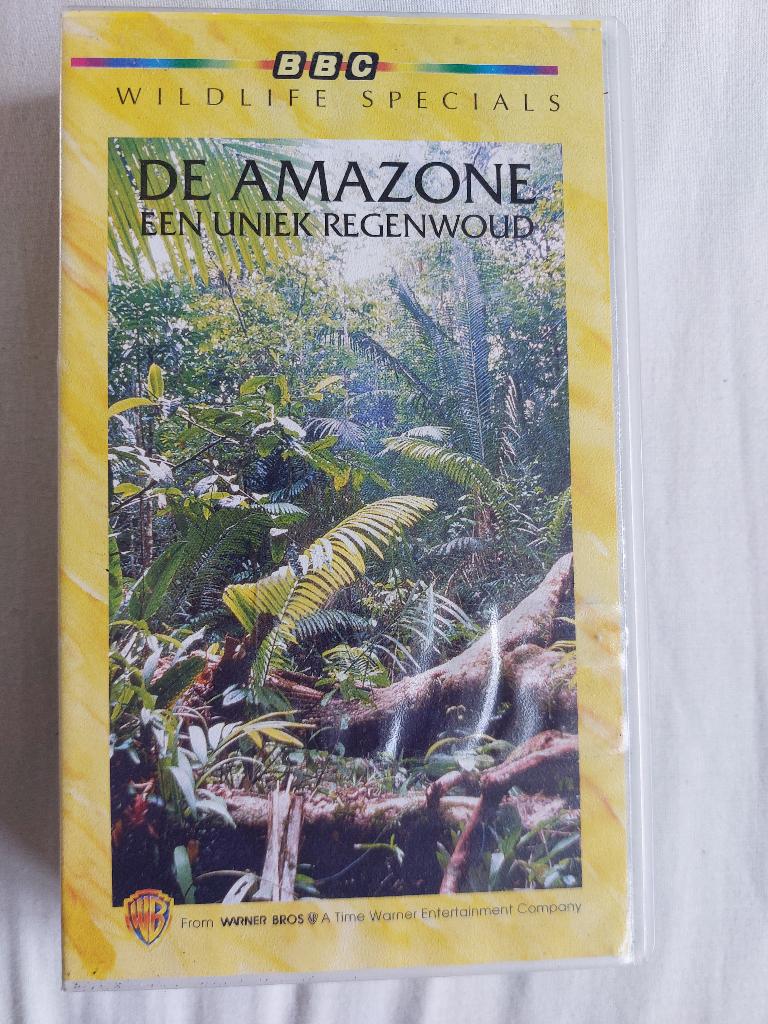 BBC
WILDLIFE SPECIALS
DE AMAZONE
EEN UNIEK REGENWOUD
WB
From WARNER BROS A Time Warner Entertainment Company